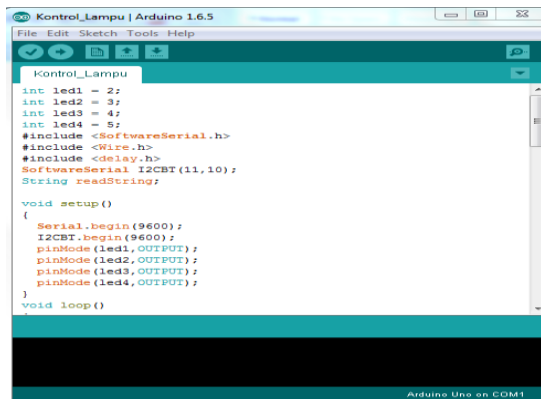 Kontrol_Lampu | Arduino 1.6.5
File Edit Sketch Tools Help
Kontrol_Lampu
int led1 = 2;
int led2 = 3;
int led3 = 4;
int led4 = 5;
#include <SoftwareSerial.h>
#include <Wire.h>
#include <delay.h>
SoftwareSerial I2CBT(11,10);
String readString;
void setup()
{
Serial.begin(9600);
I2CBT.begin(9600);
pinMode(led1,OUTPUT);
pinMode(led2,OUTPUT);
pinMode(led3,OUTPUT);
pinMode(led4,OUTPUT);
}
void loop()
Arduino Uno on COM1